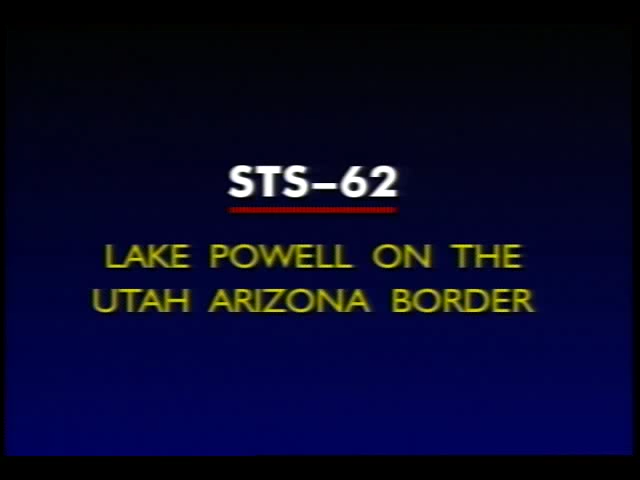 STS–62
LAKE POWELL ON THE
UTAH ARIZONA BORDER